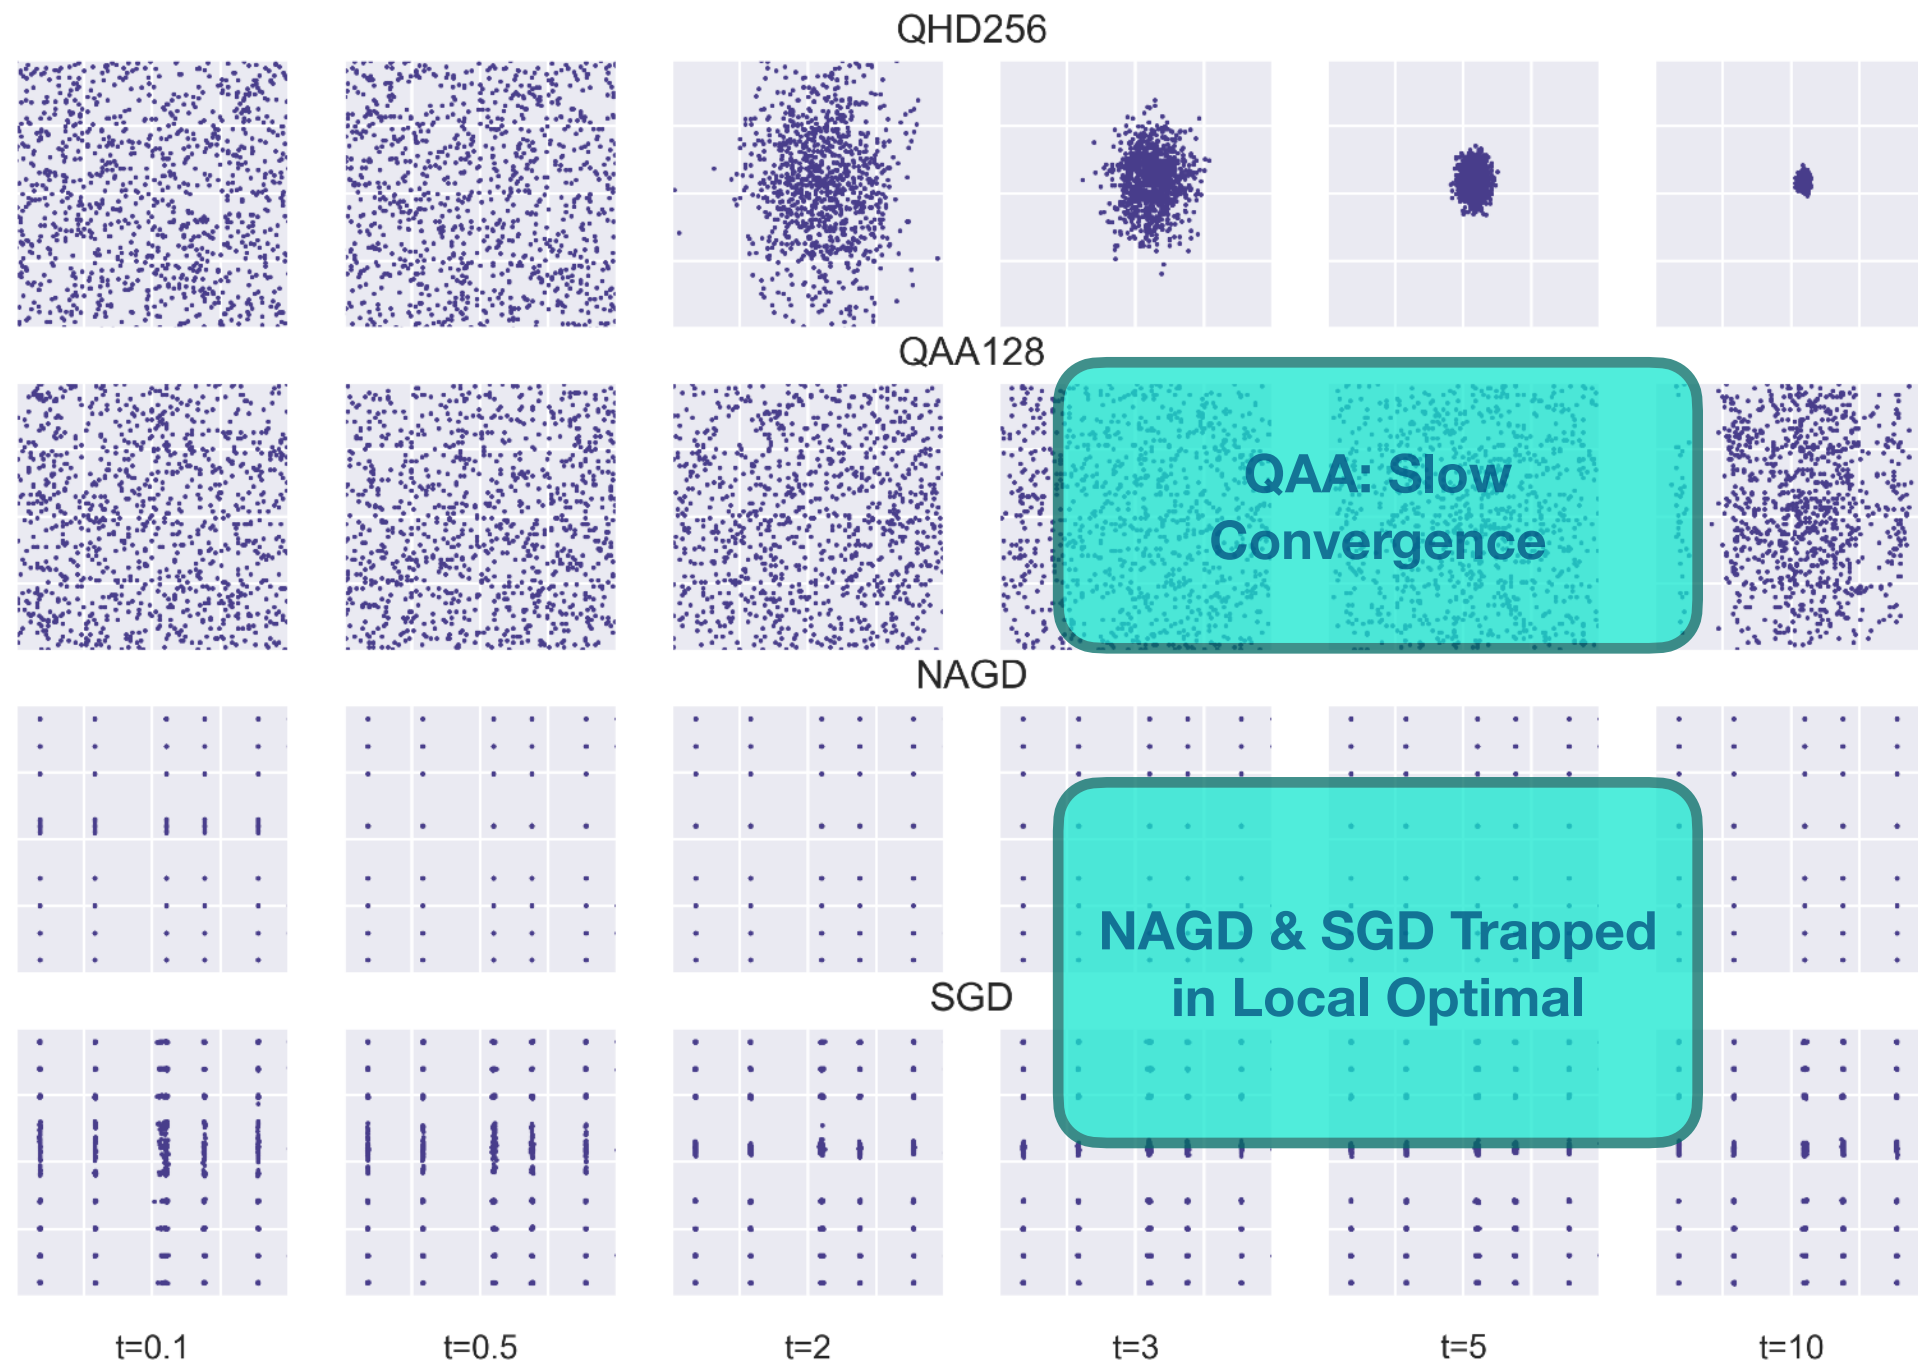 QHD256
QAA128
QAA: Slow
Convergence
NAGD
NAGD & SGD Trapped
in Local Optimal
SGD
t=0.1
t=0.5
t=2
t=3
t=5
t=10